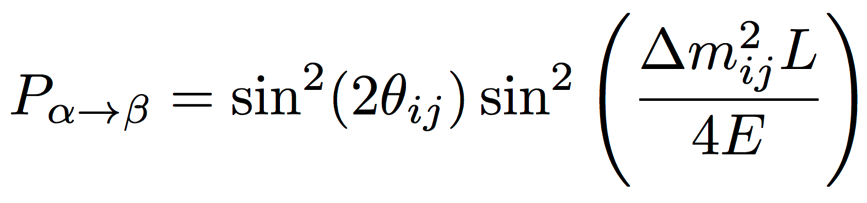 P_{α→β} = sin²(2θ_{ij}) sin² (Δm²_{ij}L / 4E)